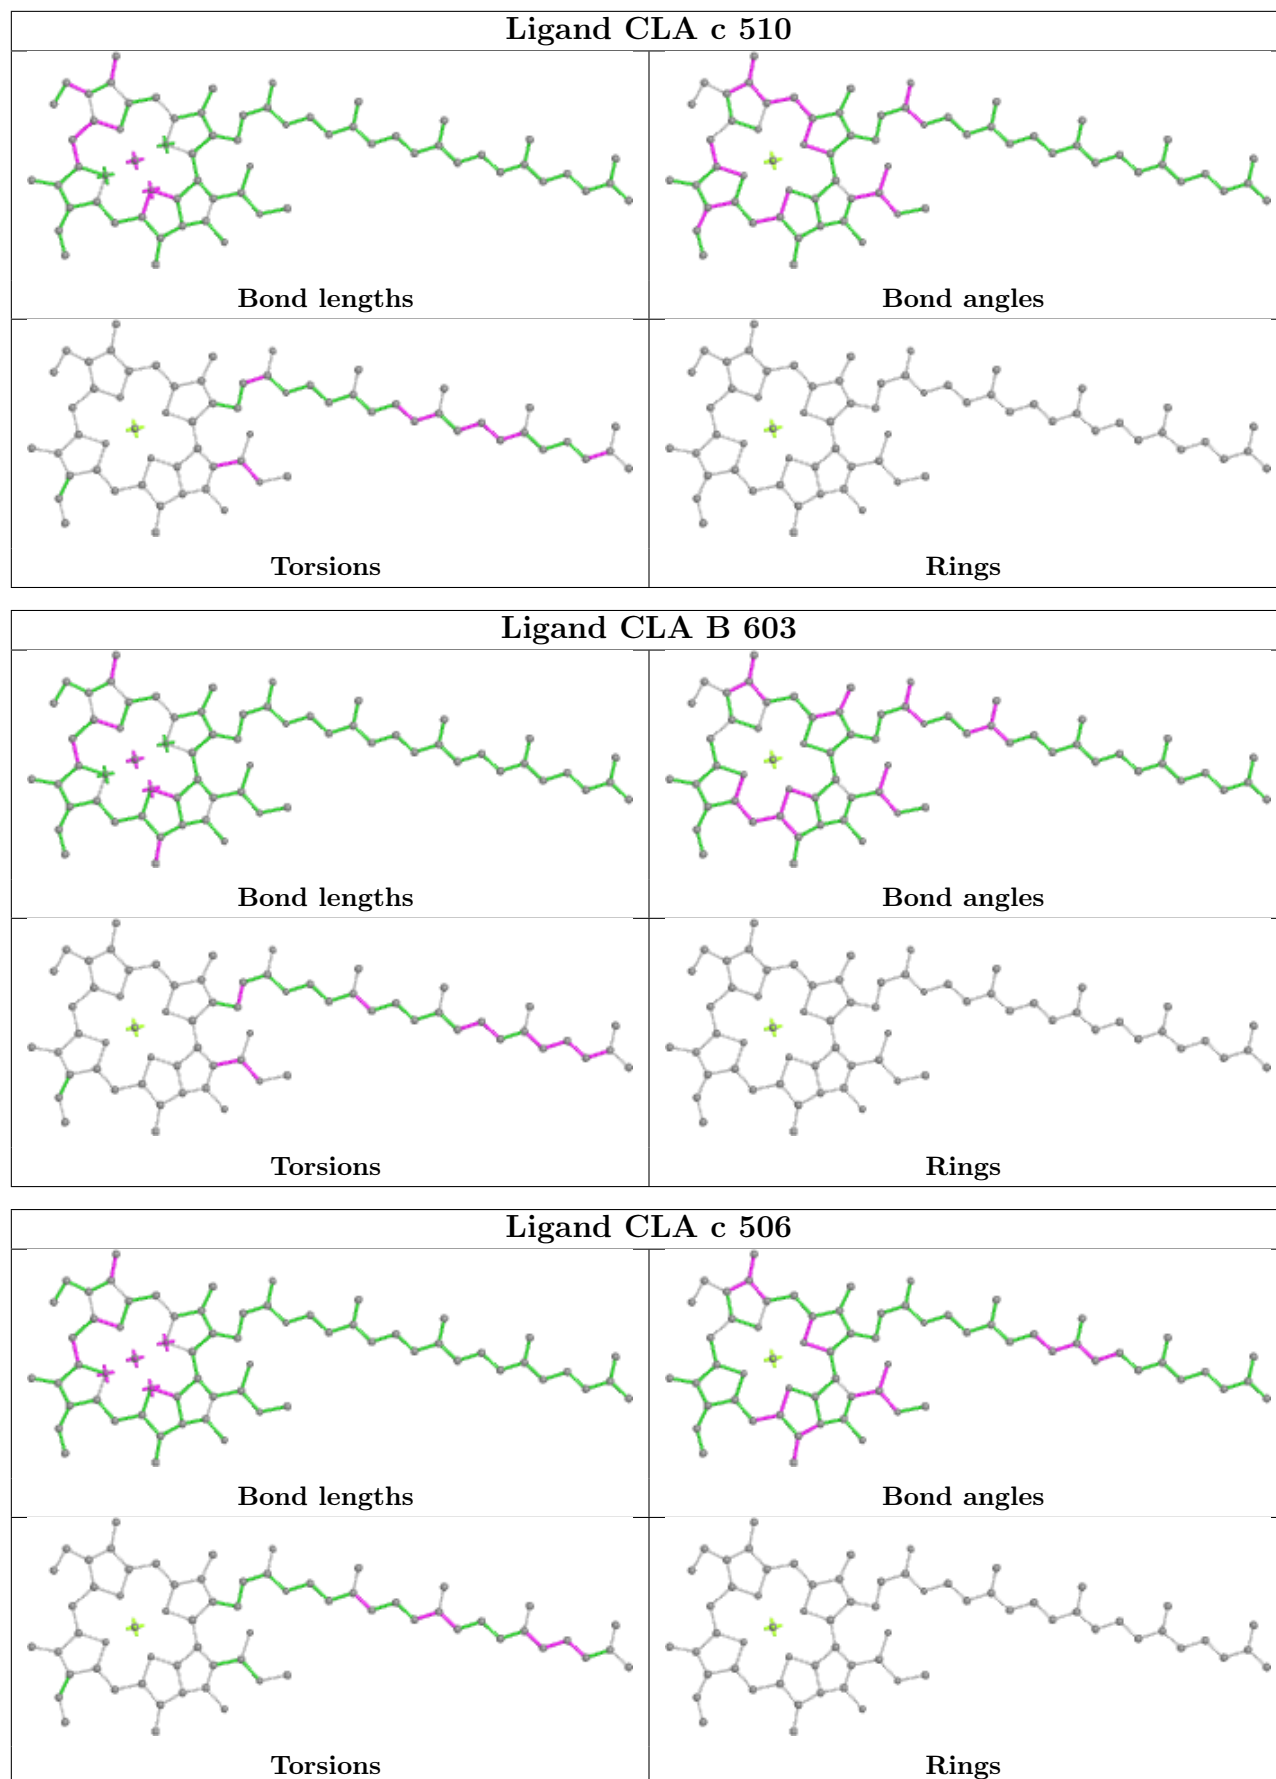 Ligand CLA c 510
Bond lengths
Bond angles
Torsions
Rings
Ligand CLA B 603
Bond lengths
Bond angles
Torsions
Rings
Ligand CLA c 506
Bond lengths
Bond angles
Torsions
Rings